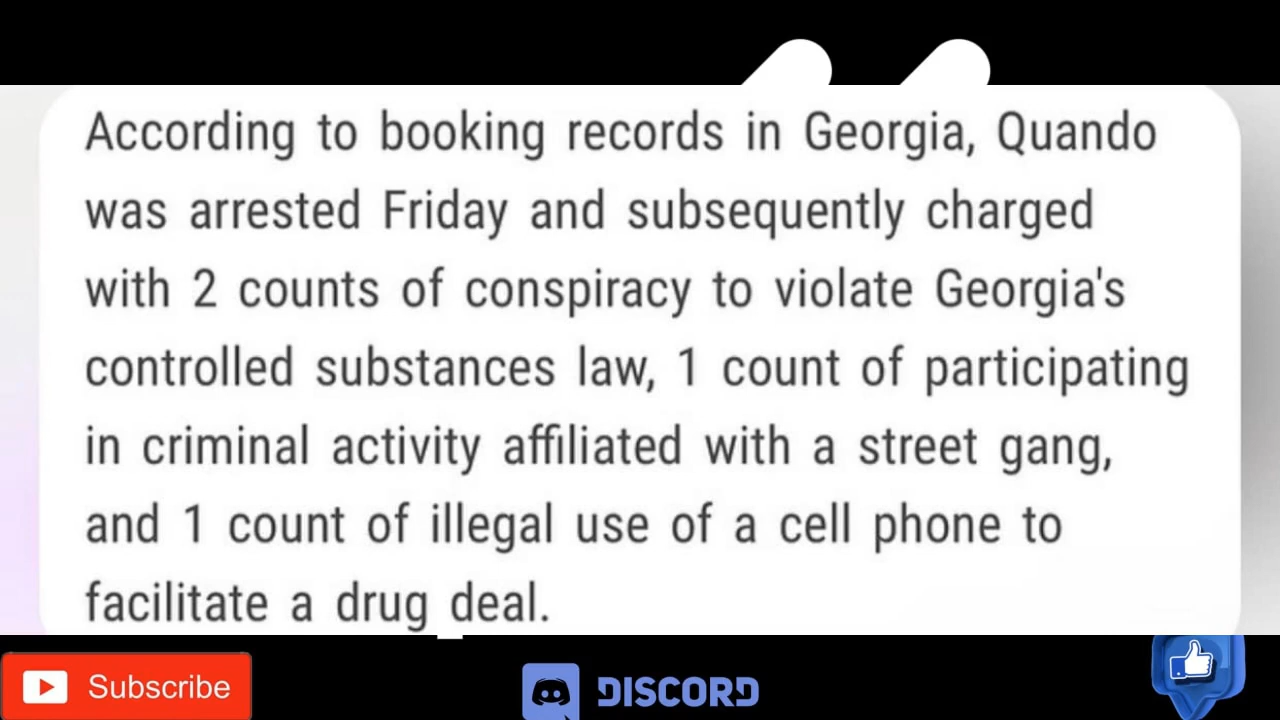 According to booking records in Georgia, Quando
was arrested Friday and subsequently charged
with 2 counts of conspiracy to violate Georgia's
controlled substances law, 1 count of participating
in criminal activity affiliated with a street gang,
and 1 count of illegal use of a cell phone to
facilitate a drug deal.
Subscribe
DISCORD